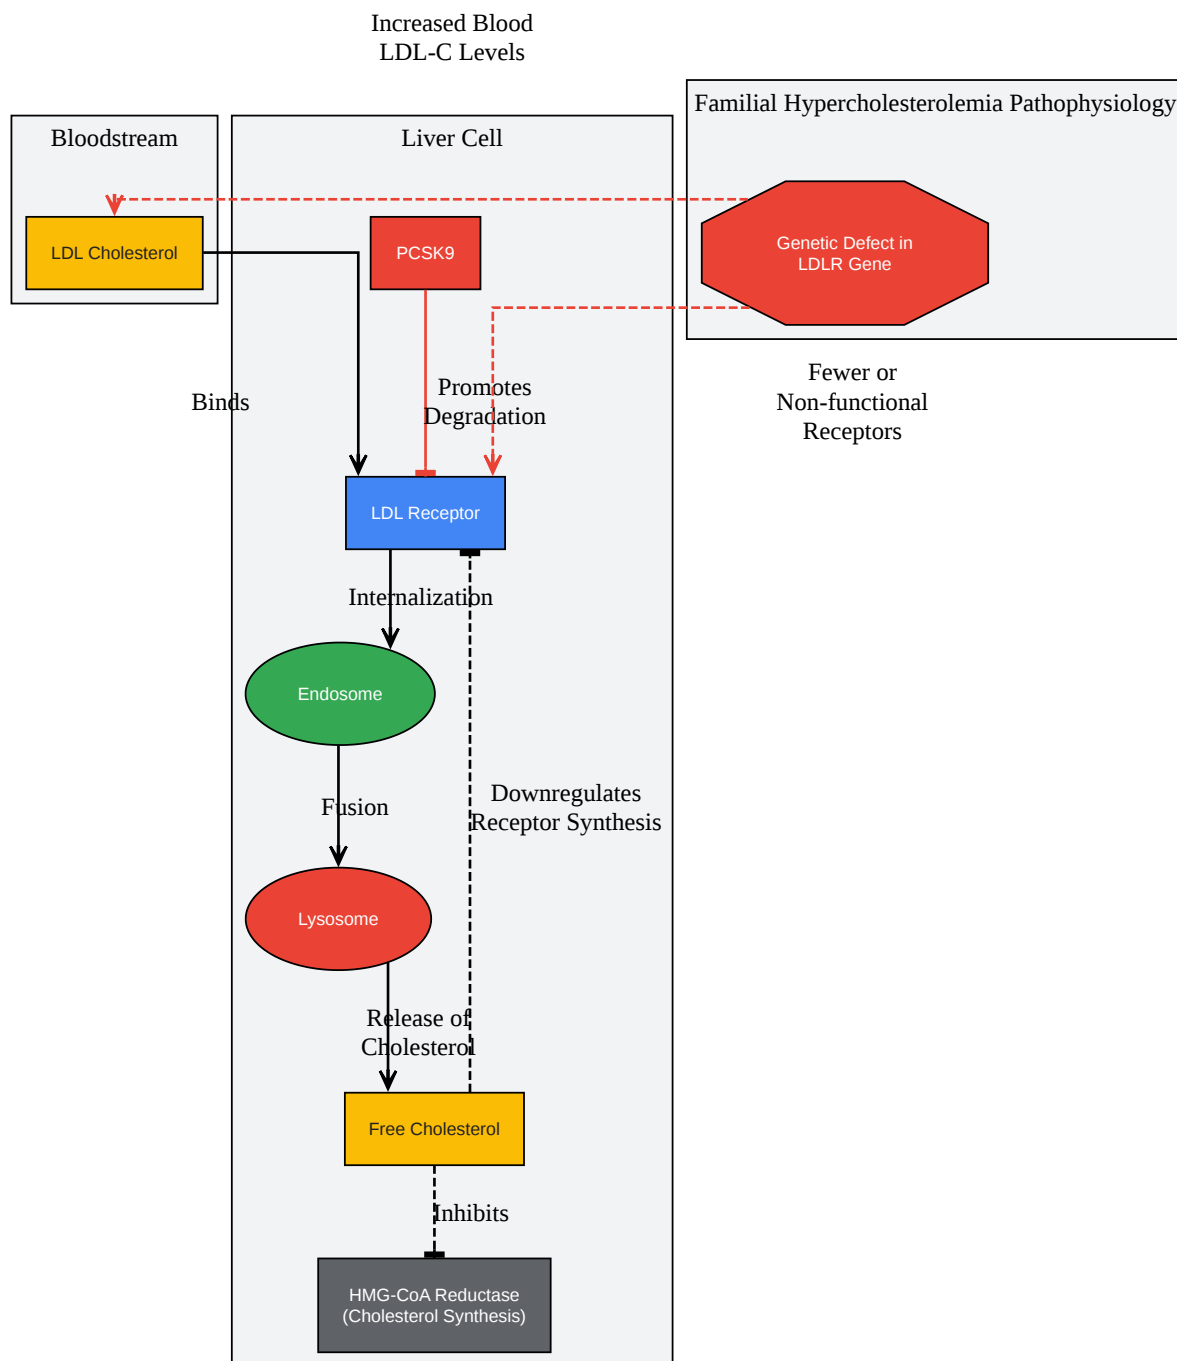 Increased Blood
LDL-C Levels
Familial Hypercholesterolemia Pathophysiology
Bloodstream
Liver Cell
LDL Cholesterol
PCSK9
Genetic Defect in
LDLR Gene
Binds
Promotes
Degradation
Fewer or
Non-functional
Receptors
LDL Receptor
Internalization
Endosome
Fusion
Downregulates
Receptor Synthesis
Lysosome
Release of
Cholesterol
Free Cholesterol
Inhibits
HMG-CoA Reductase
(Cholesterol Synthesis)